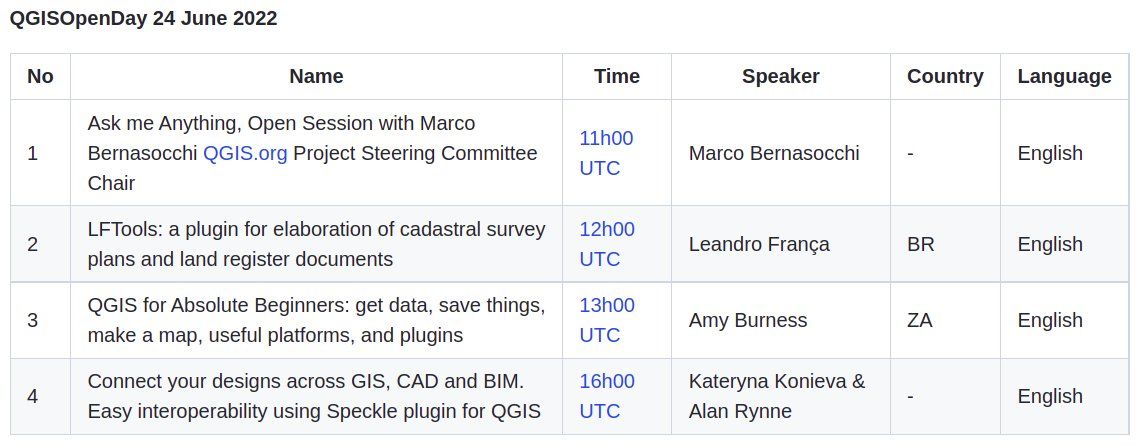 QGISOpenDay 24 June 2022
No Name Time Speaker Country Language
1
Ask me Anything, Open Session with Marco
Bernasocchi QGIS.org Project Steering Committee
Chair
11h00
UTC
Marco Bernasocchi
-
English
2
LFTools: a plugin for elaboration of cadastral survey
plans and land register documents
12h00
UTC
Leandro França
BR
English
3
QGIS for Absolute Beginners: get data, save things,
make a map, useful platforms, and plugins
13h00
UTC
Amy Burness
ZA
English
4
Connect your designs across GIS, CAD and BIM.
Easy interoperability using Speckle plugin for QGIS
16h00
UTC
Kateryna Konieva &
Alan Rynne
-
English